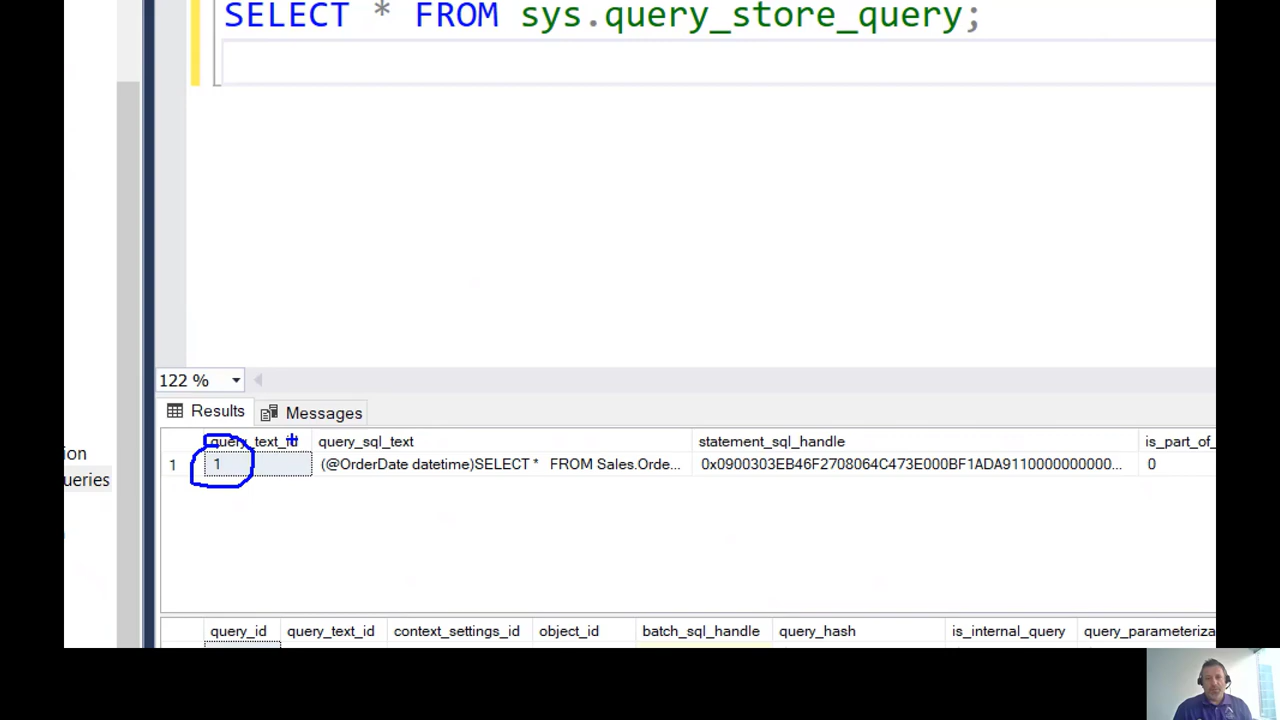 SELECT * FROM sys.query_store_query;
122 %
Results Messages
query_text_id query_sql_text statement_sql_handle is_part_of_
1 1 (@OrderDate datetime)SELECT * FROM Sales.Orde... 0x0900303EB46F2708064C473E000BF1ADA9110000000000... 0
ion
ueries
query_id query_text_id context_settings_id object_id batch_sql_handle query_hash is_internal_query query_parameteriza